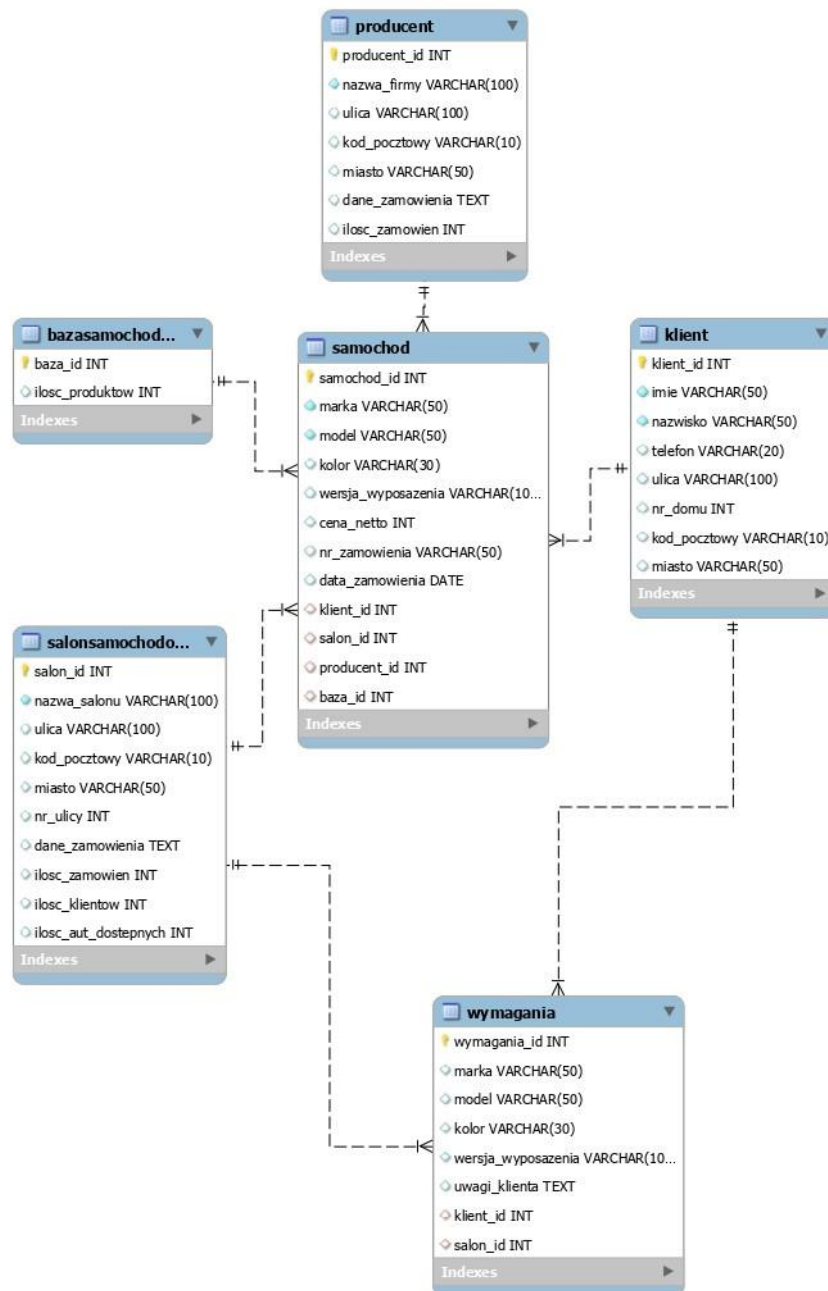 producent
producent_id INT
nazwa_firmy VARCHAR(100)
ulica VARCHAR(100)
kod_pocztowy VARCHAR(10)
miasto VARCHAR(50)
dane_zamowienia TEXT
ilosc_zamowien INT
Indexes
bazasamochod...
baza_id INT
ilosc_produktow INT
Indexes
samochod
samochod_id INT
marka VARCHAR(50)
model VARCHAR(50)
kolor VARCHAR(30)
wersja_wyposazenia VARCHAR(10...
cena_netto INT
nr_zamowienia VARCHAR(50)
data_zamowienia DATE
klient_id INT
salon_id INT
producent_id INT
baza_id INT
Indexes
klient
klient_id INT
imie VARCHAR(50)
nazwisko VARCHAR(50)
telefon VARCHAR(20)
ulica VARCHAR(100)
nr_domu INT
kod_pocztowy VARCHAR(10)
miasto VARCHAR(50)
Indexes
salonsamochodo...
salon_id INT
nazwa_salonu VARCHAR(100)
ulica VARCHAR(100)
kod_pocztowy VARCHAR(10)
miasto VARCHAR(50)
nr_ulicy INT
dane_zamowienia TEXT
ilosc_zamowien INT
ilosc_klientow INT
ilosc_aut_dostepnych INT
Indexes
wymagania
wymagania_id INT
marka VARCHAR(50)
model VARCHAR(50)
kolor VARCHAR(30)
wersja_wyposazenia VARCHAR(10...
uwagi_klienta TEXT
klient_id INT
salon_id INT
Indexes